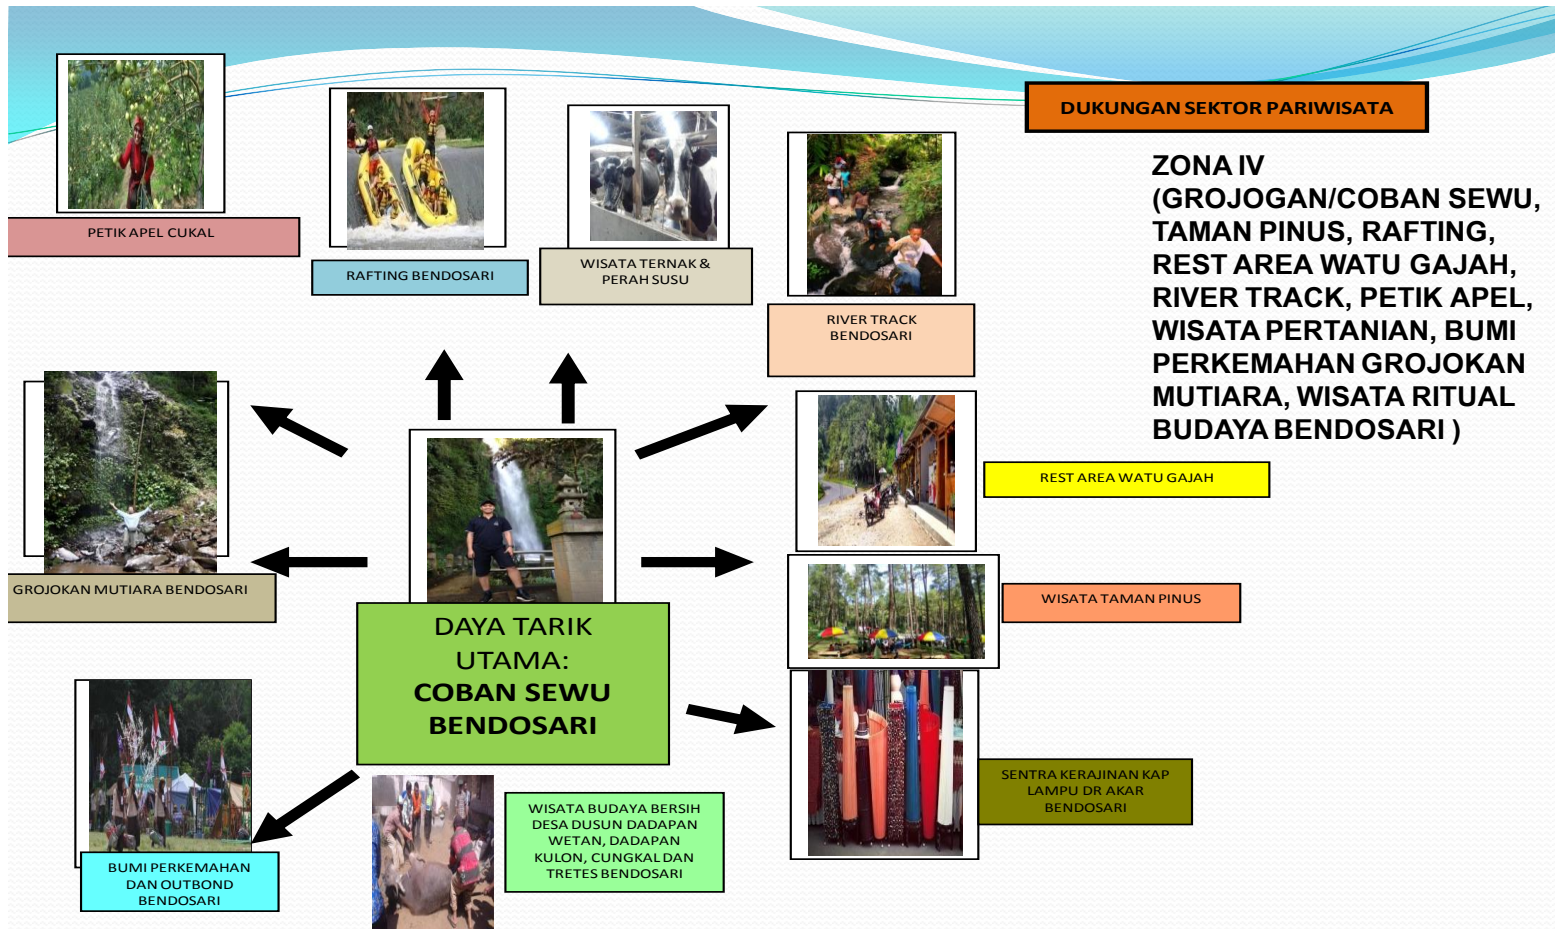 DUKUNGAN SEKTOR PARIWISATA
ZONA IV
(GROJOGAN/COBAN SEWU,
TAMAN PINUS, RAFTING,
REST AREA WATU GAJAH,
RIVER TRACK, PETIK APEL,
WISATA PERTANIAN, BUMI
PERKEMAHAN GROJOKAN
MUTIARA, WISATA RITUAL
BUDAYA BENDOSARI )
PETIK APEL CUKAL
RAFTING BENDOSARI
WISATA TERNAK &
PERAH SUSU
RIVER TRACK
BENDOSARI
REST AREA WATU GAJAH
GROJOKAN MUTIARA BENDOSARI
WISATA TAMAN PINUS
DAYA TARIK
UTAMA:
COBAN SEWU
BENDOSARI
SENTRA KERAJINAN KAP
LAMPU DR AKAR
BENDOSARI
WISATA BUDAYA BERSIH
DESA DUSUN DADAPAN
WETAN, DADAPAN
KULON, CUNGKAL DAN
TRETES BENDOSARI
BUMI PERKEMAHAN
DAN OUTBOND
BENDOSARI